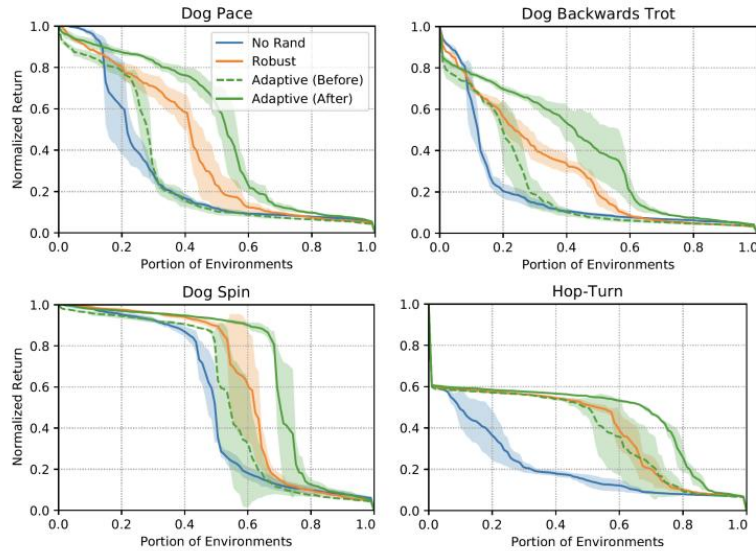 Dog Pace
1.0
0.8
0.6
0.4
0.2
0.0
Normalized Return
No Rand
Robust
Adaptive (Before)
Adaptive (After)
0.0 0.2 0.4 0.6 0.8 1.0
Portion of Environments
Dog Backwards Trot
1.0
0.8
0.6
0.4
0.2
0.0
0.0 0.2 0.4 0.6 0.8 1.0
Portion of Environments
Dog Spin
1.0
0.8
0.6
0.4
0.2
0.0
Normalized Return
0.0 0.2 0.4 0.6 0.8 1.0
Portion of Environments
Hop-Turn
1.0
0.8
0.6
0.4
0.2
0.0
0.0 0.2 0.4 0.6 0.8 1.0
Portion of Environments